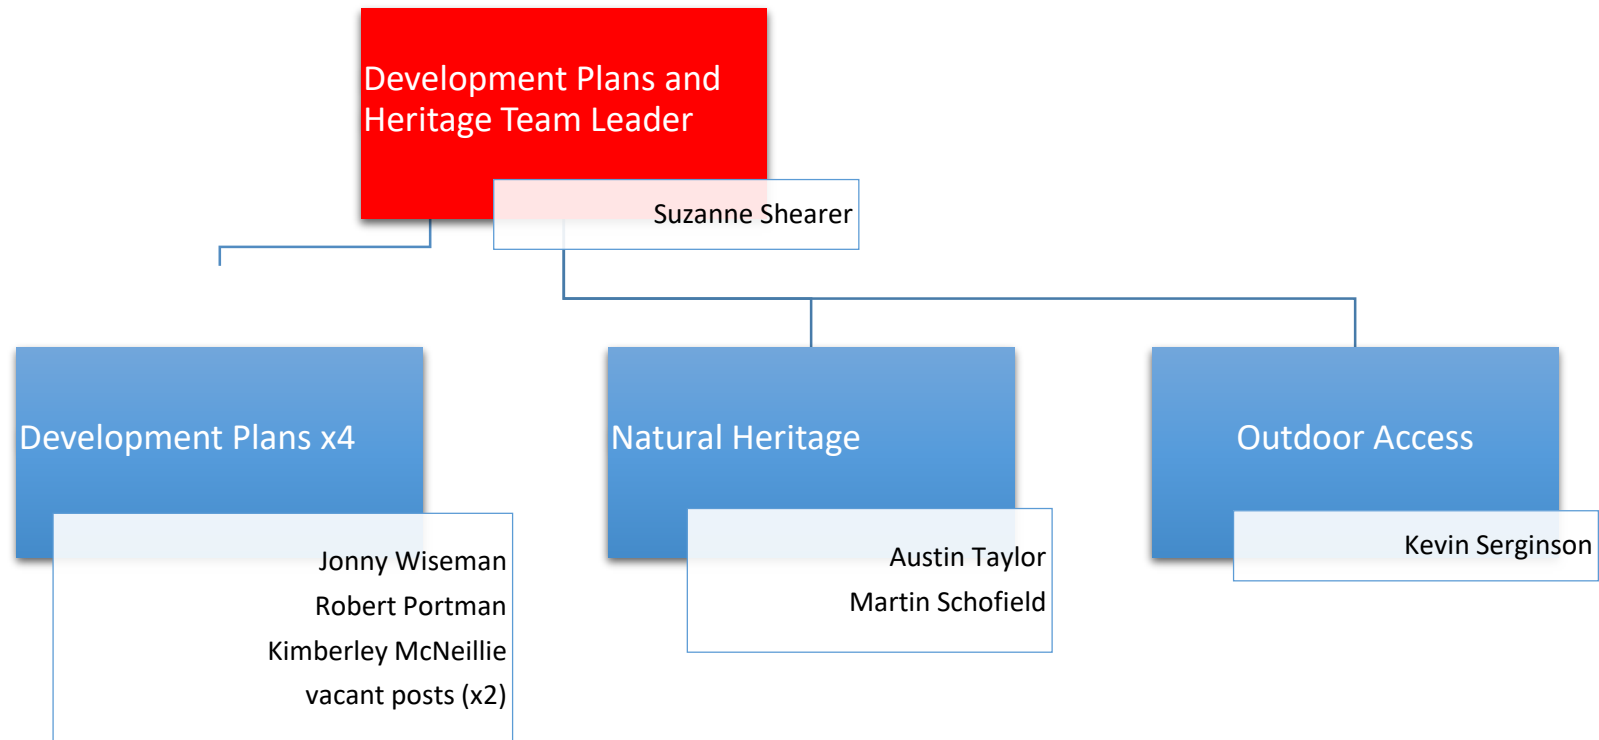 Development Plans and
Heritage Team Leader
Suzanne Shearer
Development Plans x4
Jonny Wiseman
Robert Portman
Kimberley McNeillie
vacant posts (x2)
Natural Heritage
Austin Taylor
Martin Schofield
Outdoor Access
Kevin Serginson